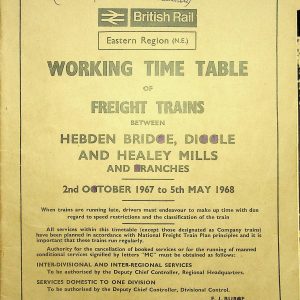 British Rail
Eastern Region (N.E.)
WORKING TIME TABLE
OF
FREIGHT TRAINS
BETWEEN
HEBDEN BRIDGE, DIGGLE
AND HEALEY MILLS
AND BRANCHES
2nd OCTOBER 1967 to 5th MAY 1968
When trains are running late, drivers must endeavour to make up time with due
regard to speed restrictions and the classification of the train
All services within this timetable (except those designated as Company trains)
have been planned in accordance with National Freight Train Plan principles and it is
important that these trains run regularly.
Authority for the cancellation of booked services or for the running of manned
conditional services signified by letters "MC" must be obtained as follows:
INTER-DIVISIONAL AND INTER-REGIONAL SERVICES
To be authorised by the Deputy Chief Controller, Regional Headquarters.
SERVICES DOMESTIC TO ONE DIVISION
To be authorised by the Deputy Chief Controller, Divisional Control.